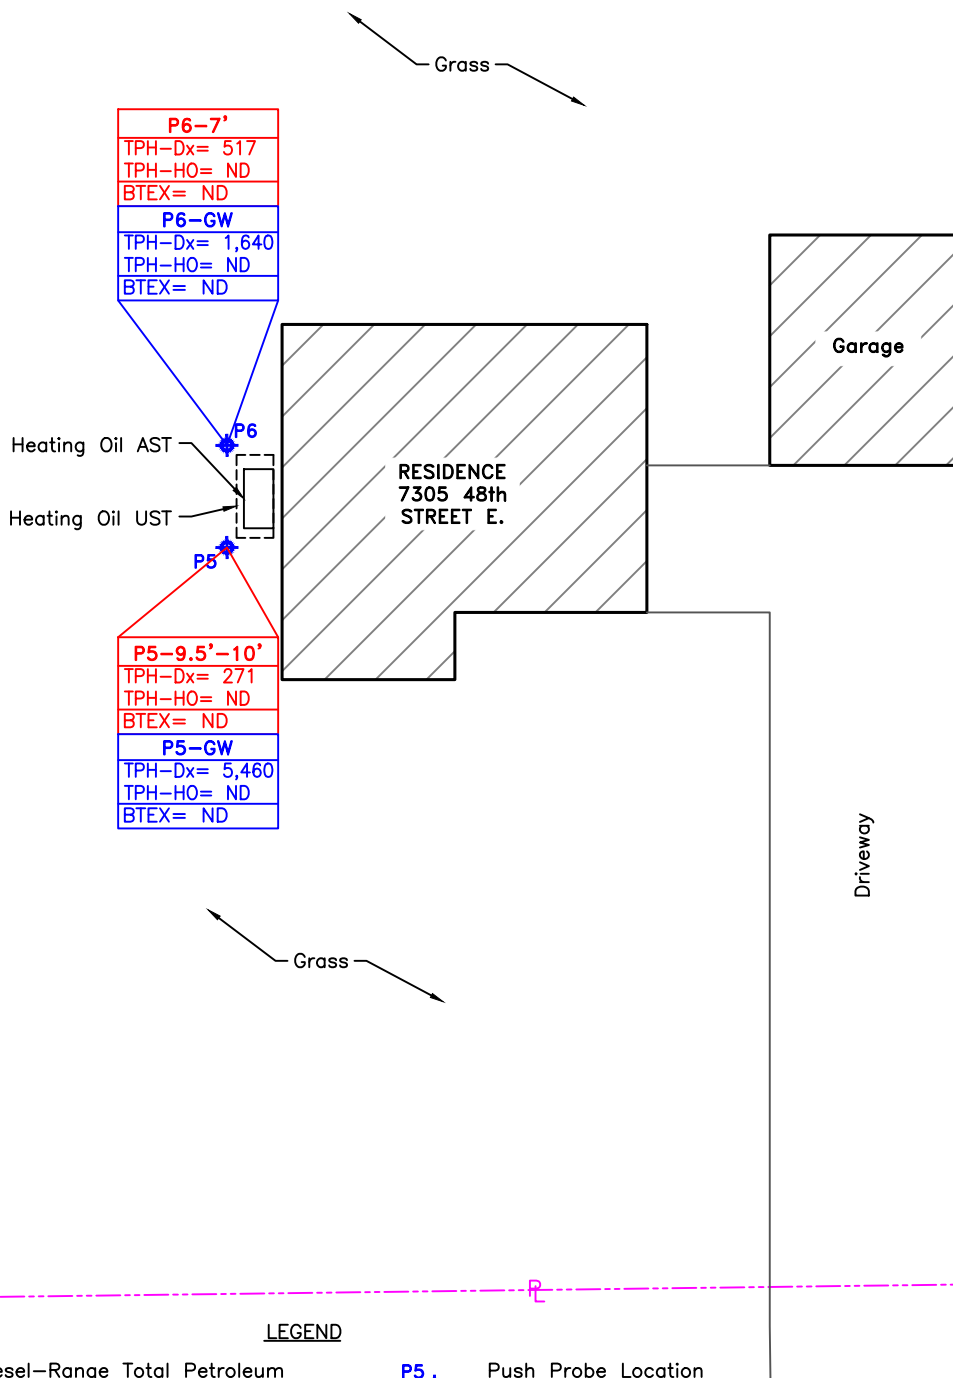 Grass
P6-7'
TPH-Dx= 517
TPH-HO= ND
BTEX= ND
P6-GW
TPH-Dx= 1,640
TPH-HO= ND
BTEX= ND
Garage
P6
Heating Oil AST
RESIDENCE
7305 48th
STREET E.
Heating Oil UST
P5
P5-9.5'-10'
TPH-Dx= 271
TPH-HO= ND
BTEX= ND
P5-GW
TPH-Dx= 5,460
TPH-HO= ND
BTEX= ND
Driveway
Grass
PL
LEGEND
esel-Range Total Petroleum
P5
Push Probe Location